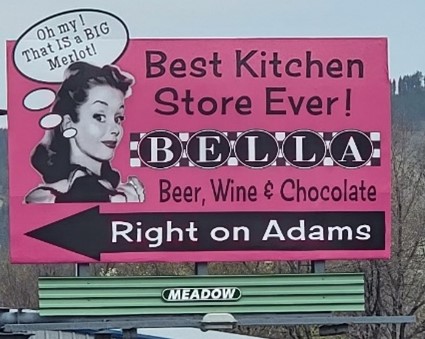 Oh my!
That IS a BIG
Merlot!
Best Kitchen
Store Ever!
BELLA
Beer, Wine & Chocolate
Right on Adams
MEADOW